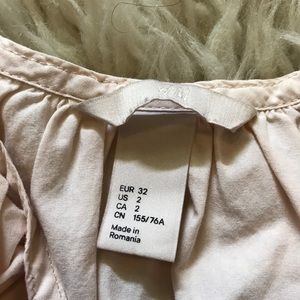 EUR 32
US 2
CA 2
CN 155/76A
Made in
Romania